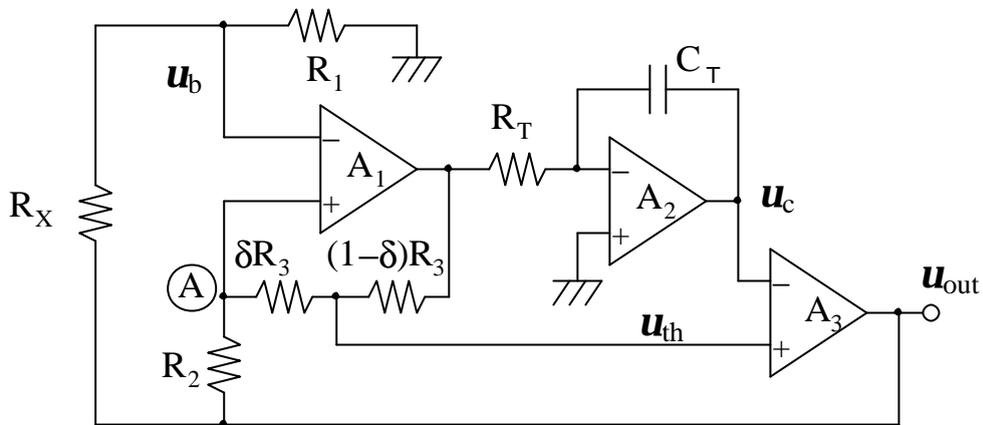 R1
ub
CT
RT
A1
−
+
RX
A2
−
+
uc
δR3
(1−δ)R3
A
A3
−
+
uout
uth
R2